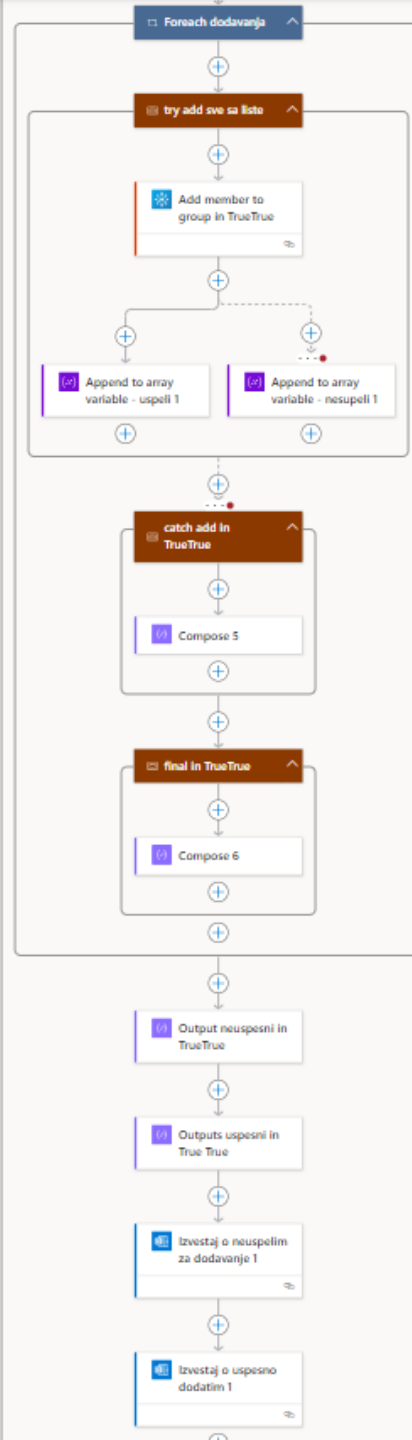 Foreach dodavanja
try add sve sa liste
Add member to
group in TrueTrue
Append to array
variable - uspeli 1
Append to array
variable - nesupeli 1
catch add in
TrueTrue
Compose 5
final in TrueTrue
Compose 6
Output neuspesni in
TrueTrue
Outputs uspesni in
True True
Izvestaj o neuspelim
za dodavanje 1
Izvestaj o uspesno
dodatim 1